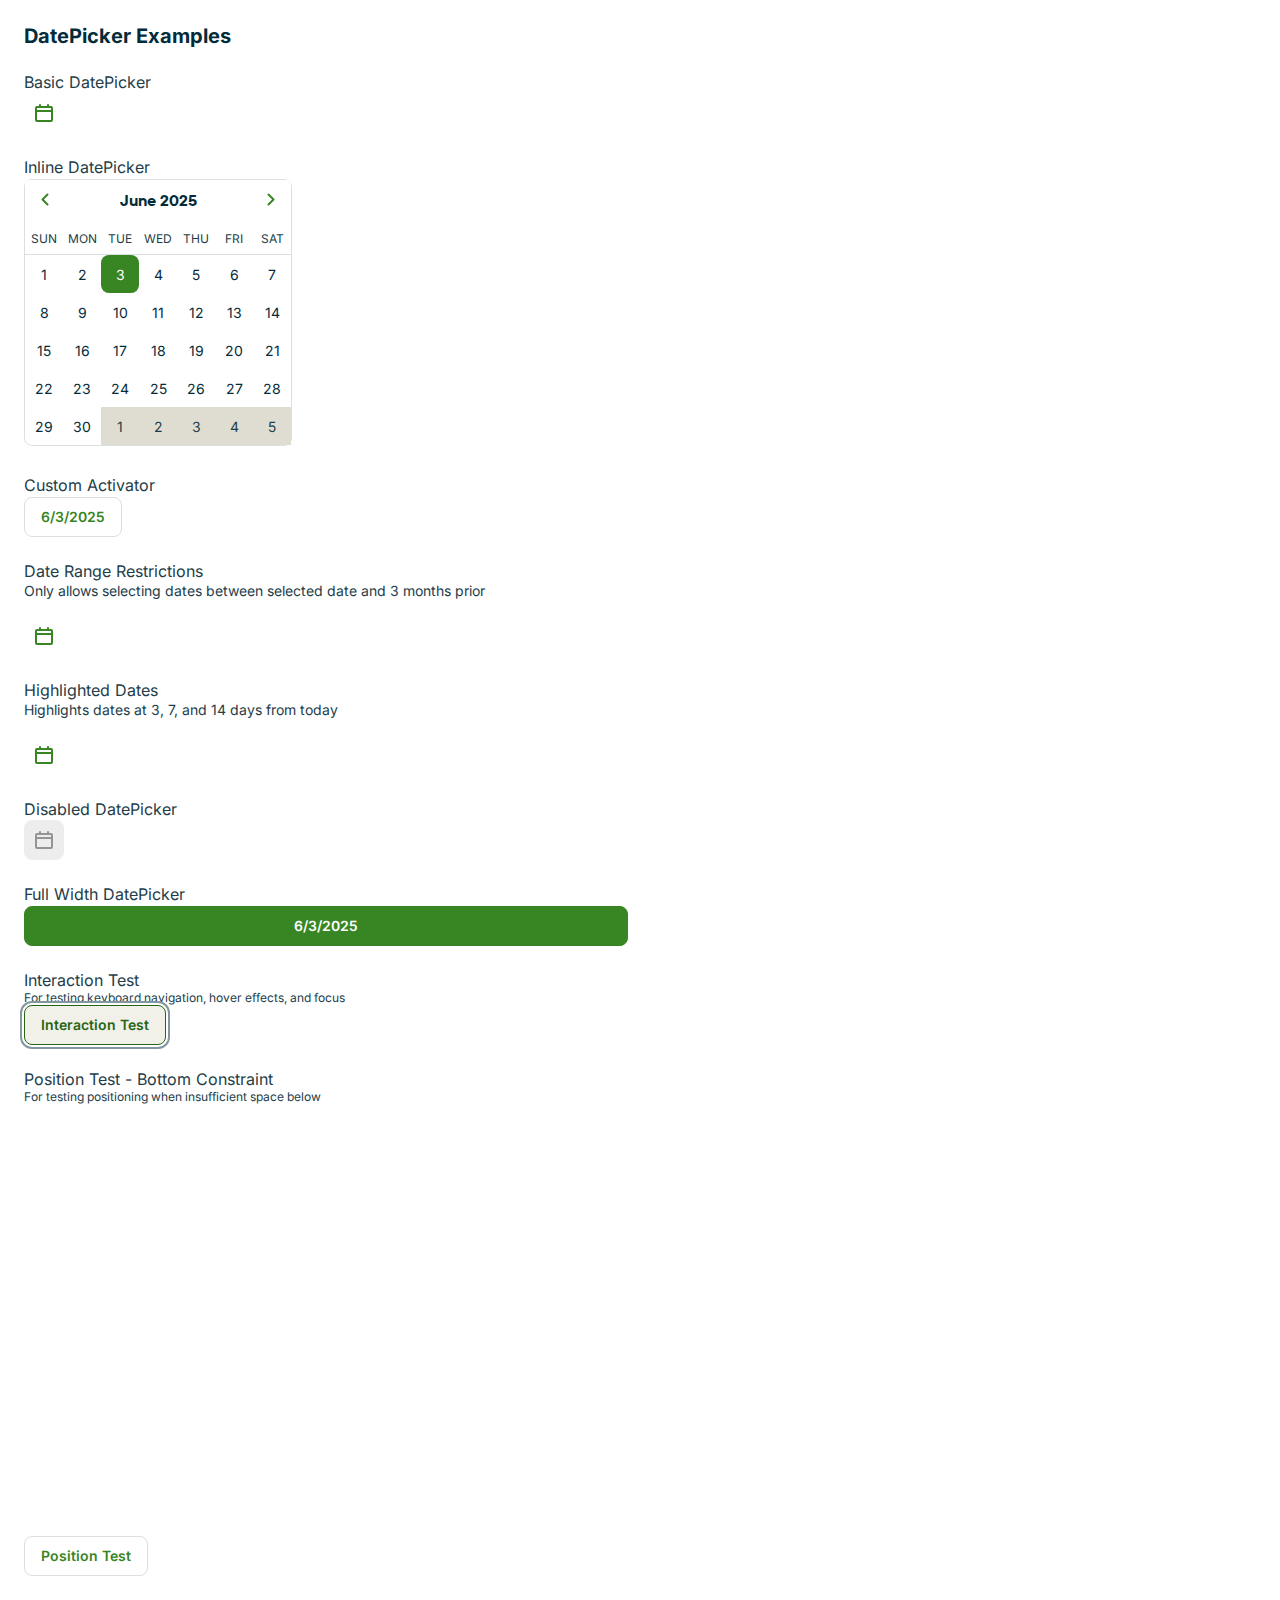 DatePicker Examples
Basic DatePicker
Inline DatePicker
June 2025
SUN MON TUE WED THU FRI SAT
1 2 3 4 5 6 7
8 9 10 11 12 13 14
15 16 17 18 19 20 21
22 23 24 25 26 27 28
29 30 1 2 3 4 5
Custom Activator
6/3/2025
Date Range Restrictions
Only allows selecting dates between selected date and 3 months prior
Highlighted Dates
Highlights dates at 3, 7, and 14 days from today
Disabled DatePicker
Full Width DatePicker
6/3/2025
Interaction Test
For testing keyboard navigation, hover effects, and focus
Interaction Test
Position Test - Bottom Constraint
For testing positioning when insufficient space below
Position Test